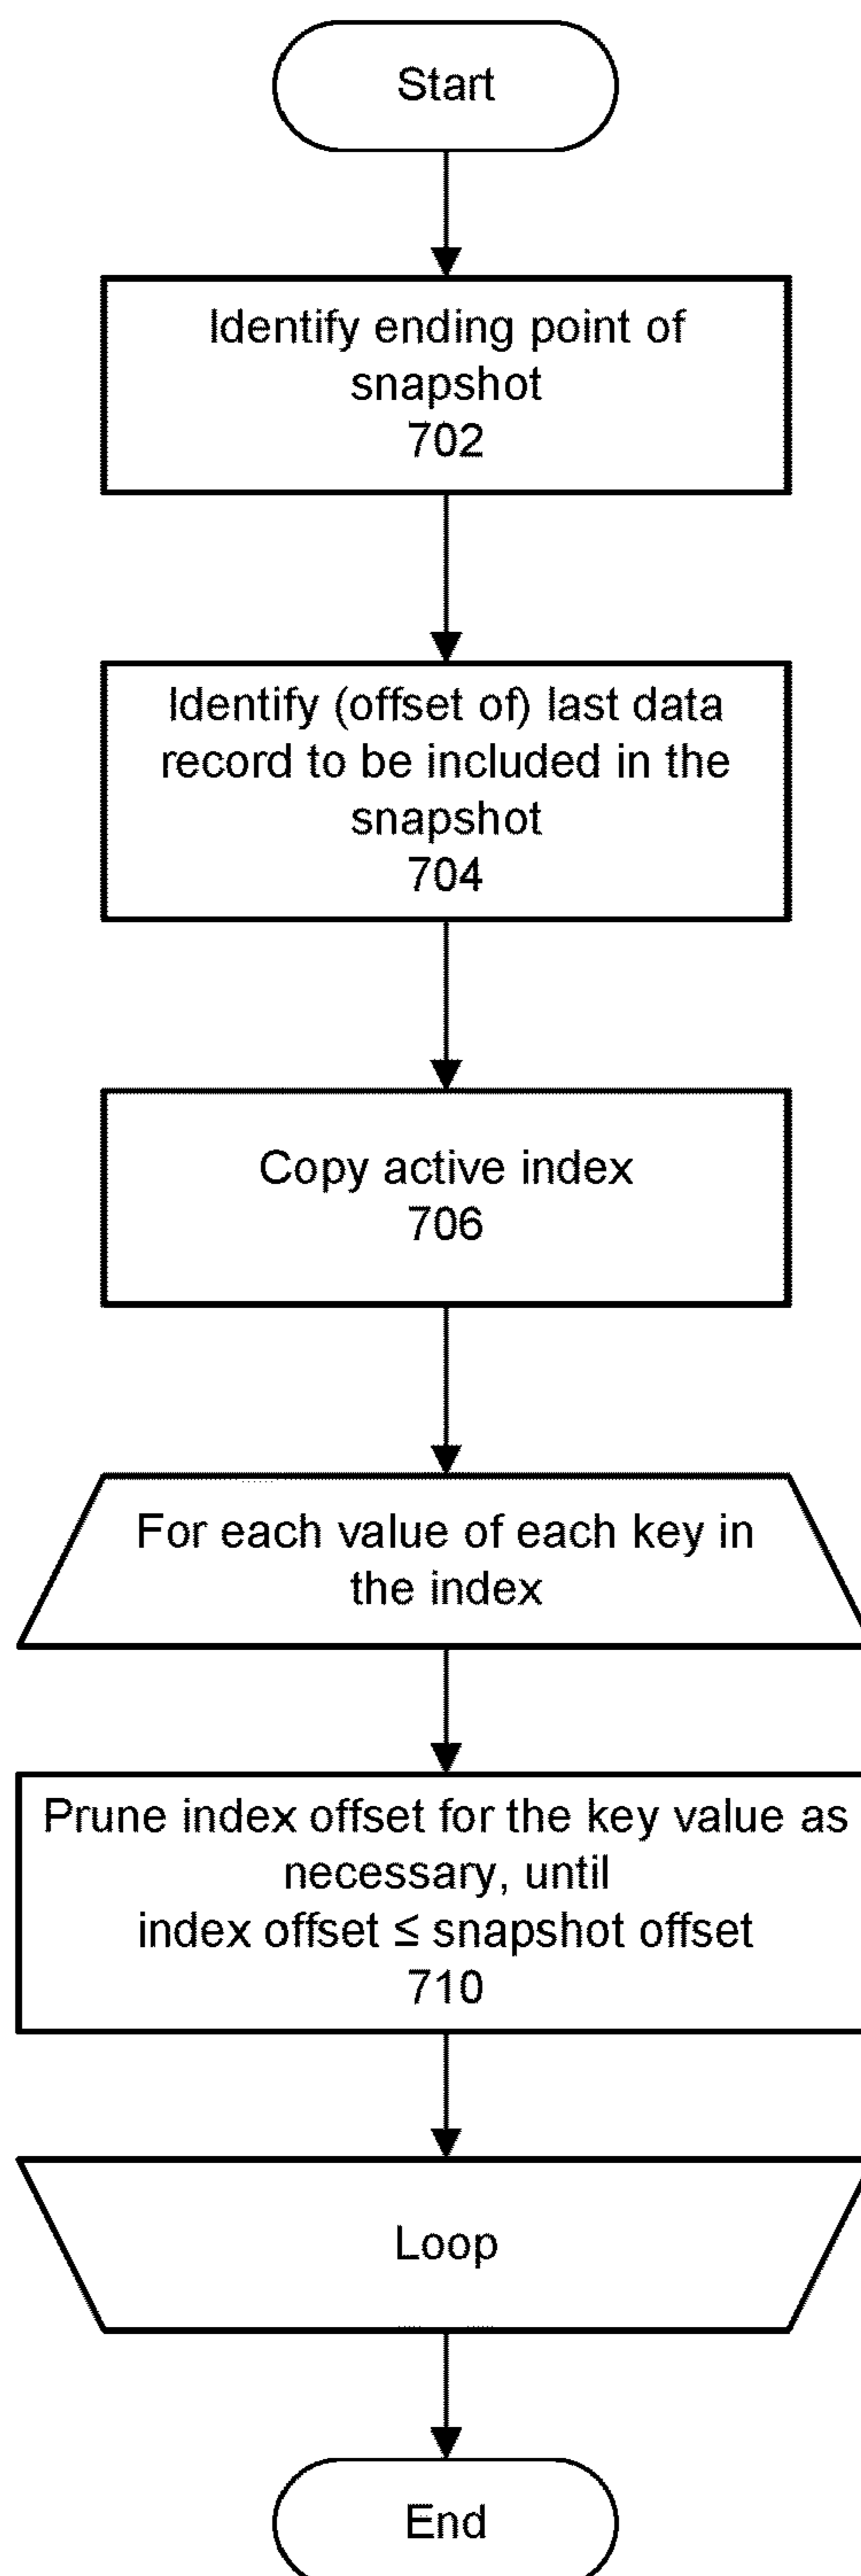 Start
Identify ending point of
snapshot
702
Identify (offset of) last data
record to be included in the
snapshot
704
Copy active index
706
For each value of each key in
the index
Prune index offset for the key value as
necessary, until
index offset ≤ snapshot offset
710
Loop
End